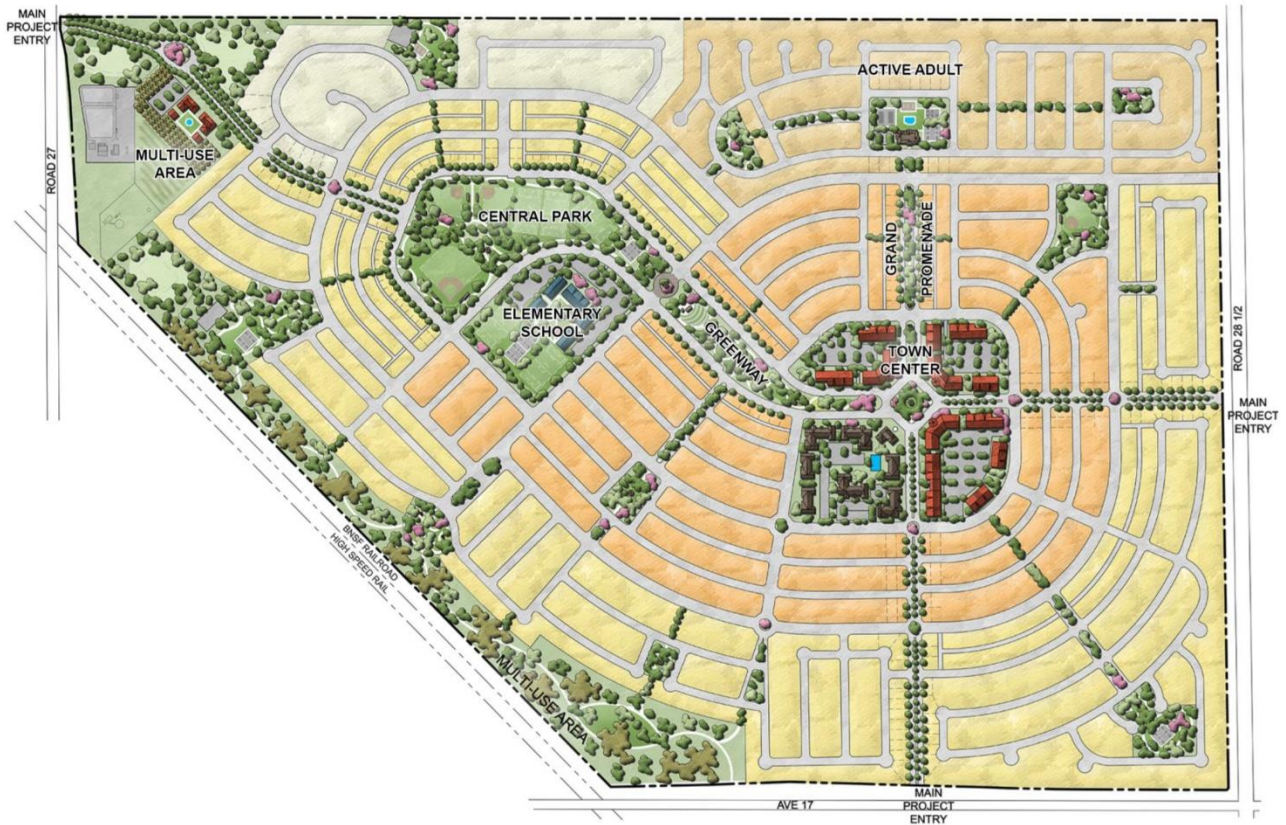 MAIN
PROJECT
ENTRY
ACTIVE ADULT
ROAD 27
MULTI-USE
AREA
CENTRAL PARK
GRAND
PROMENADE
ELEMENTARY
SCHOOL
GREENWAY
TOWN
CENTER
ROAD 28 1/2
MAIN
PROJECT
ENTRY
BNSF RAILROAD
HIGH SPEED RAIL
MULTI-USE AREA
AVE 17
MAIN
PROJECT
ENTRY